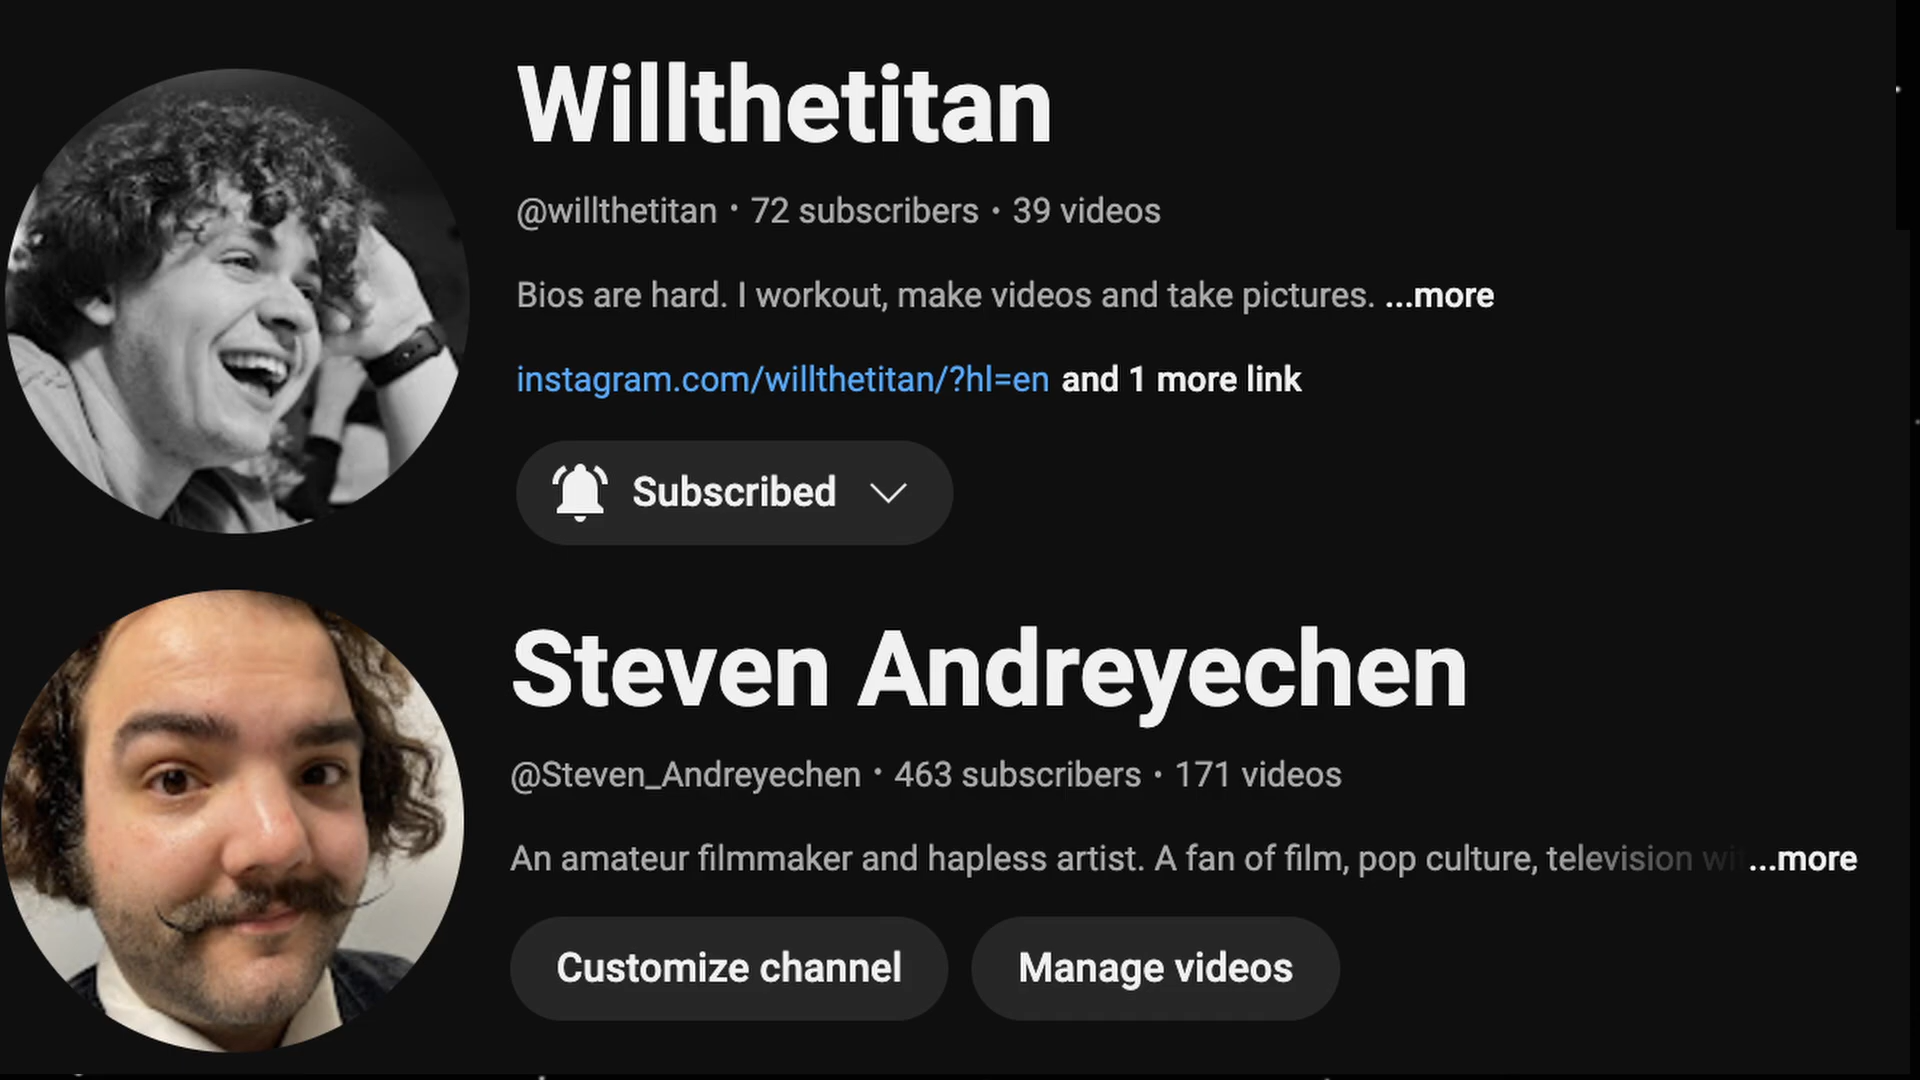 Willthetitan
@willthetitan • 72 subscribers • 39 videos
Bios are hard. I workout, make videos and take pictures. ...more
instagram.com/willthetitan/?hl=en and 1 more link
Subscribed
Steven Andreyechen
@Steven_Andreyechen • 463 subscribers • 171 videos
An amateur filmmaker and hapless artist. A fan of film, pop culture, television ...more
Customize channel Manage videos